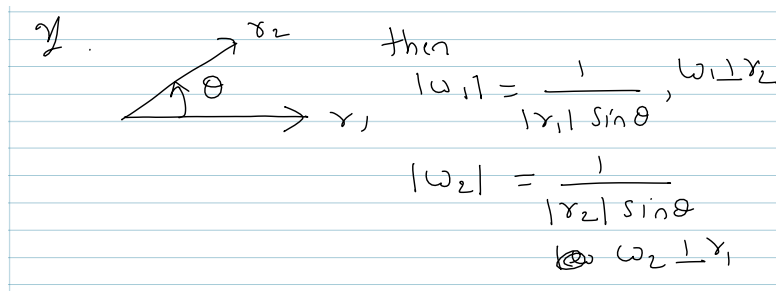 If .
r2
θ
r1
then
|ω1| = 1 / |r1| sin θ , ω1 ⊥ r2
|ω2| = 1 / |r2| sin θ
ω2 ⊥ r1